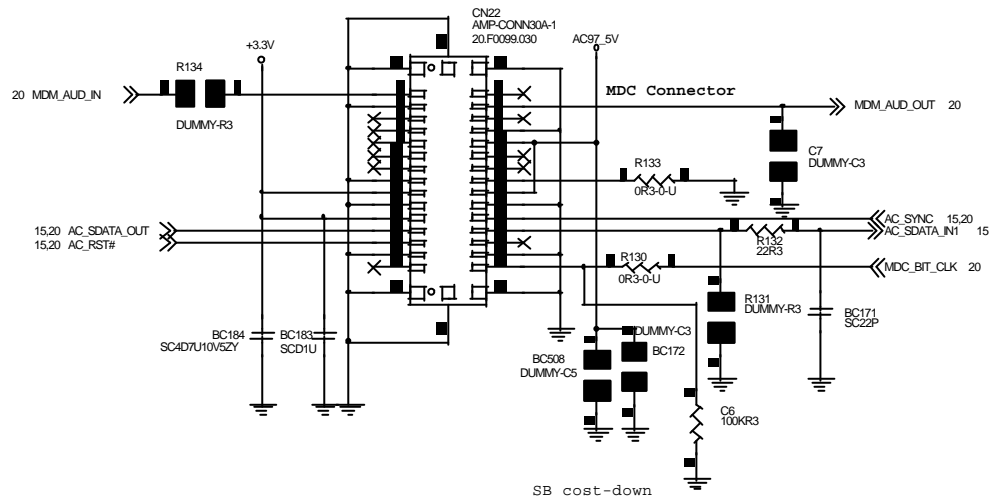 CN22
AMP-CONN30A-1
20.F0099.030
+3.3V
AC97_5V
R134
MDC Connector
20 MDM_AUD_IN
MDM_AUD_OUT 20
DUMMY-R3
C7
DUMMY-C3
R133
0R3-0-U
AC_SYNC 15,20
15,20 AC_SDATA_OUT
AC_SDATA_IN1 15
15,20 AC_RST#
R132
22R3
R130
0R3-0-U
MDC_BIT_CLK 20
R131
DUMMY-R3
BC171
SC22P
BC184
SC4D7U10V5ZY
BC183
SCD1U
DUMMY-C3
BC172
BC508
DUMMY-C5
C6
100KR3
SB cost-down